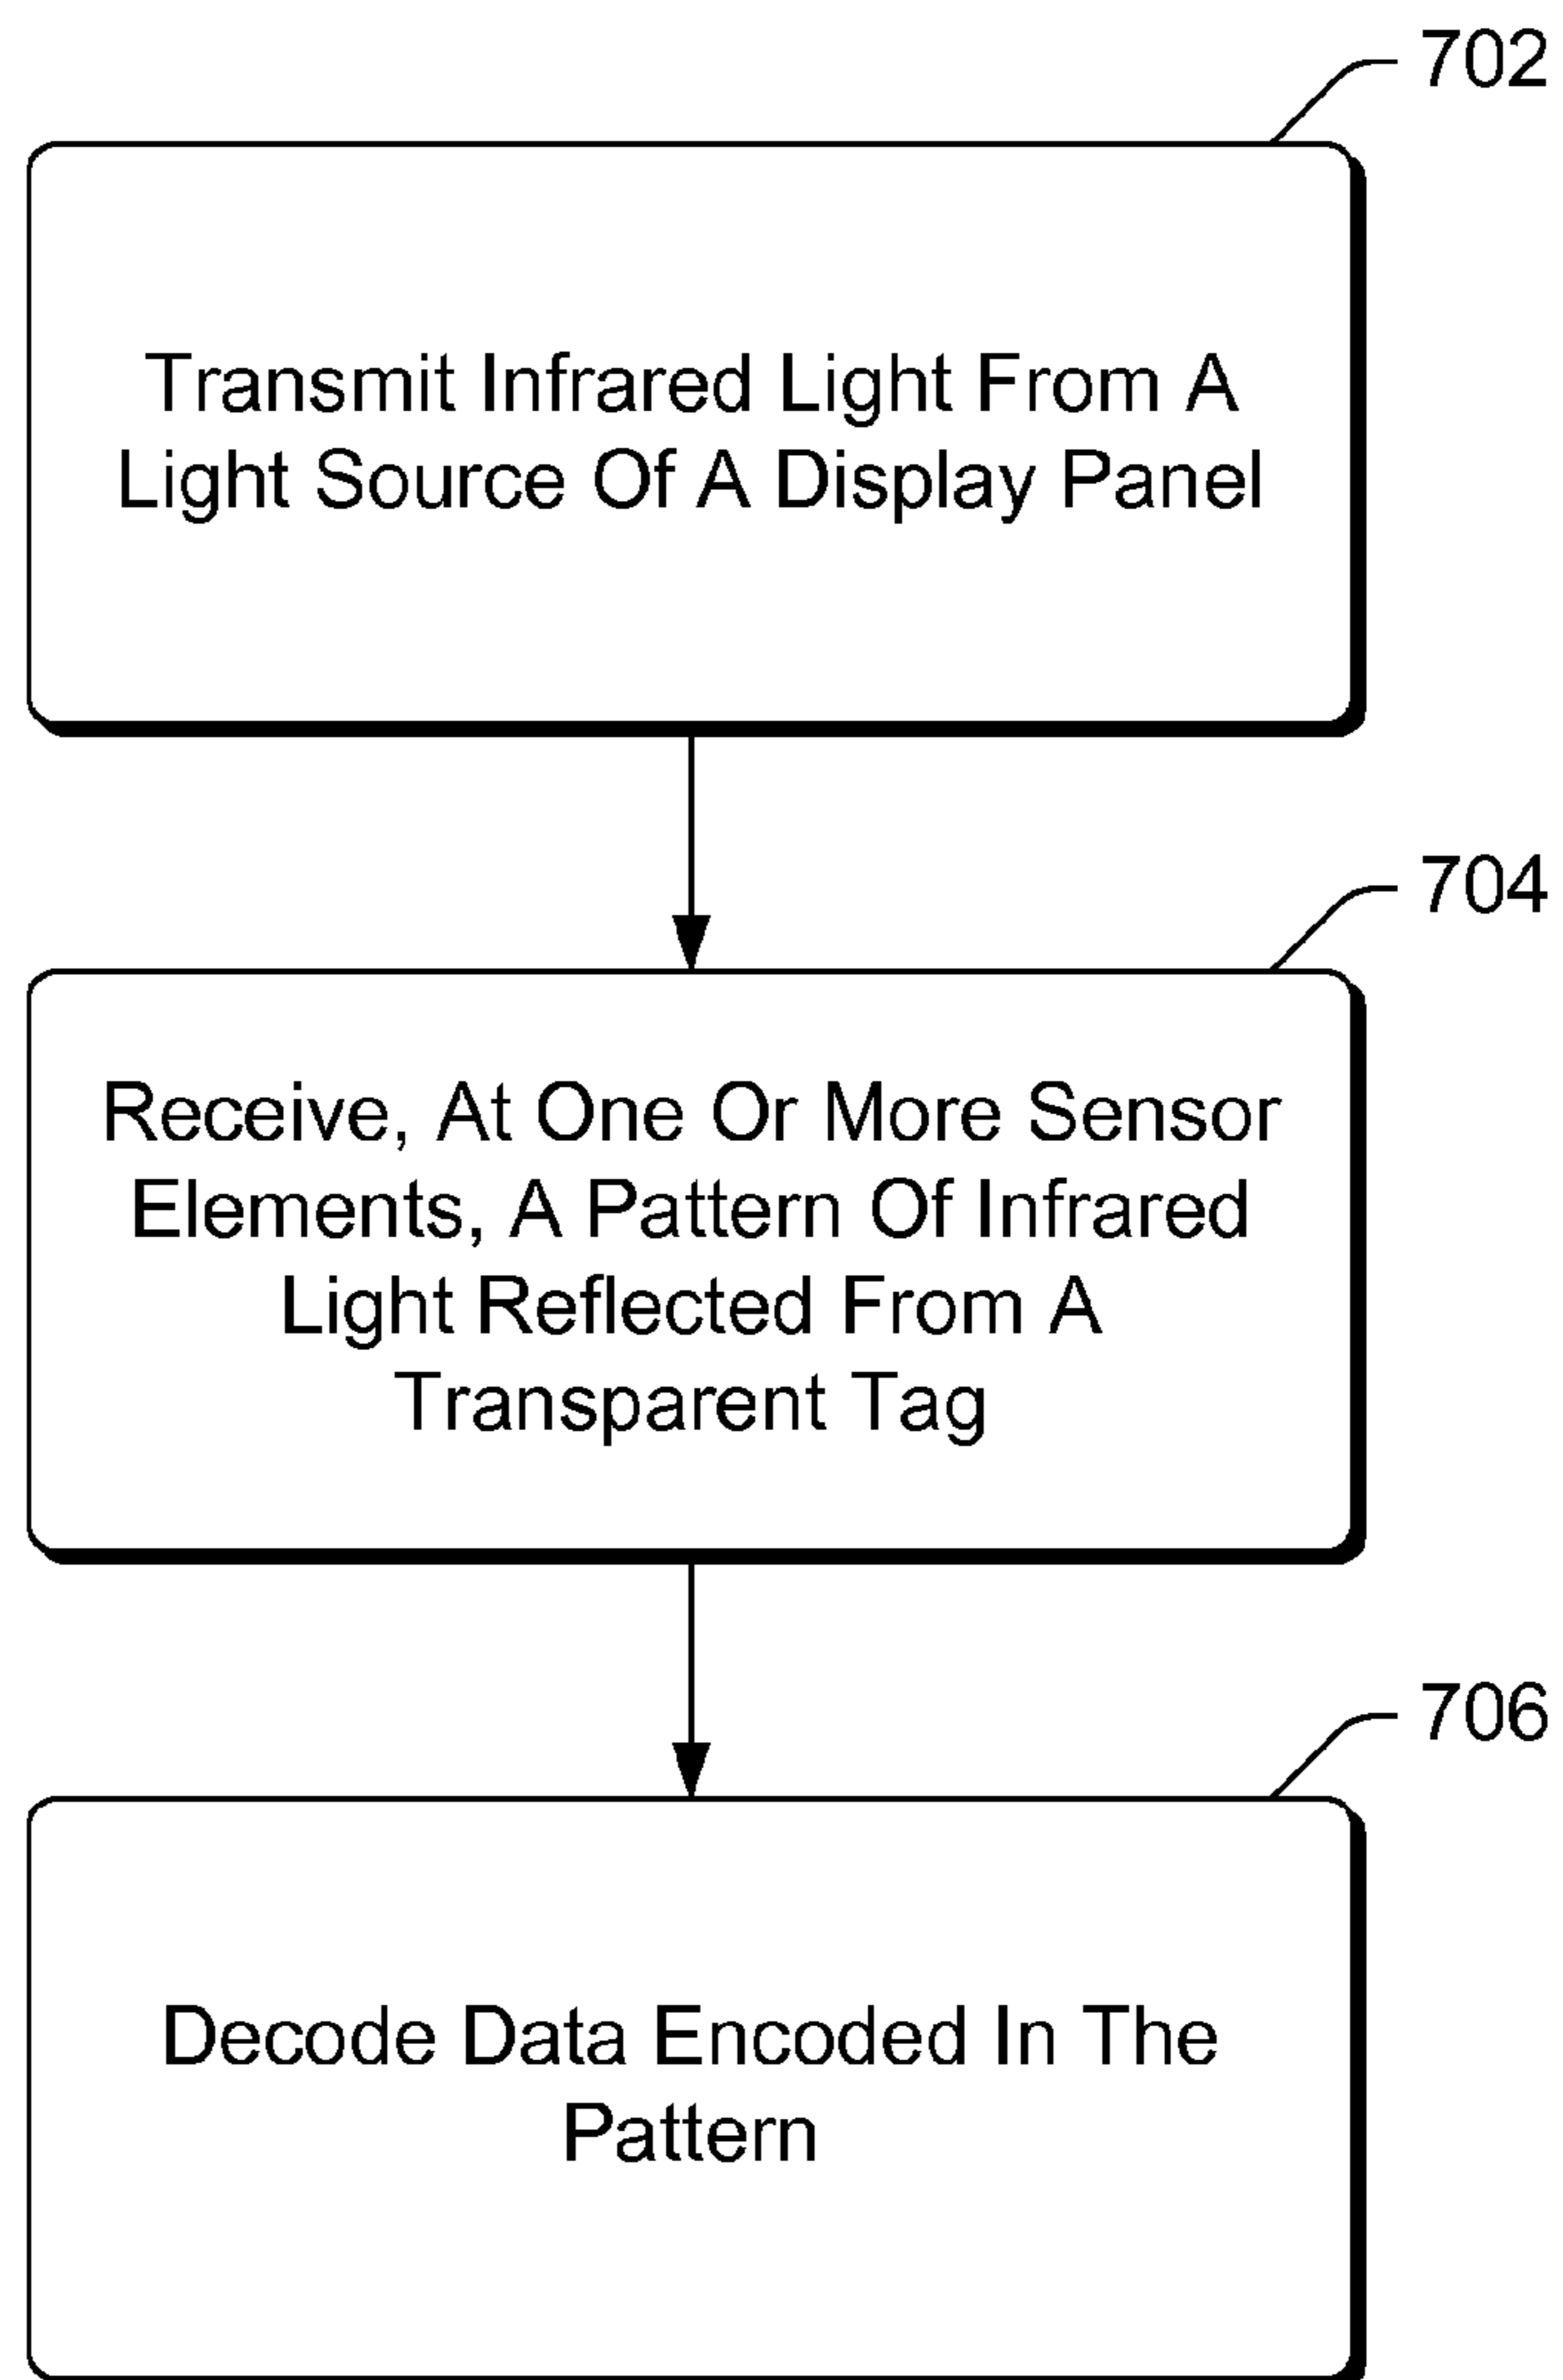 702
Transmit Infrared Light From A
Light Source Of A Display Panel
704
Receive, At One Or More Sensor
Elements, A Pattern Of Infrared
Light Reflected From A
Transparent Tag
706
Decode Data Encoded In The
Pattern